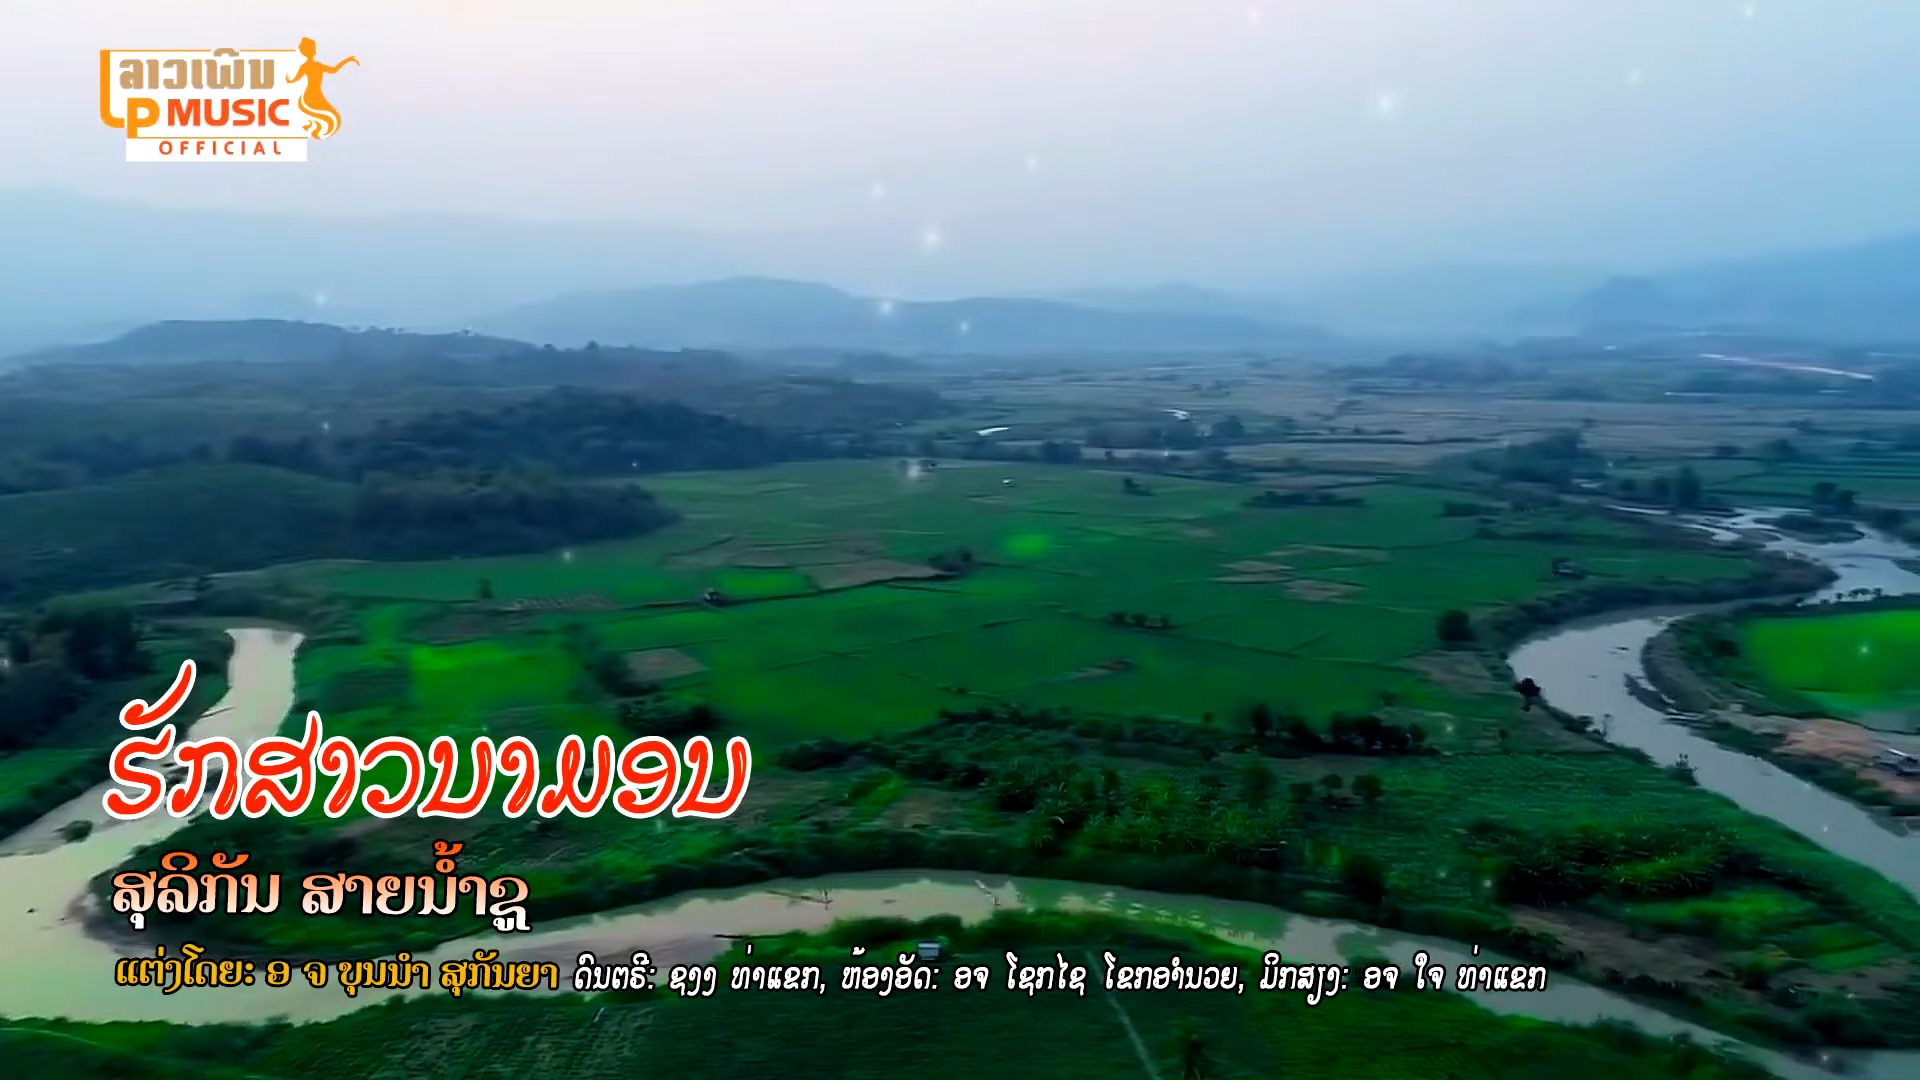 ລາວເພີນ
LP MUSIC
OFFICIAL
ຮັກສາວນາມອນ
ສຸລິກັນ ສາຍນ້ຳຊູ
ແຕ່ງໂດຍ: ອ ຈ ຂຸນນຳ ສຸກັນຍາ ດົນຕຣີ: ຊາງ ທ່າແຂກ, ຫ້ອງອັດ: ອຈ ໂຊກໄຊ ໂຊກອຳນວຍ, ມິກສຽງ: ອຈ ໃຈ ທ່າແຂກ